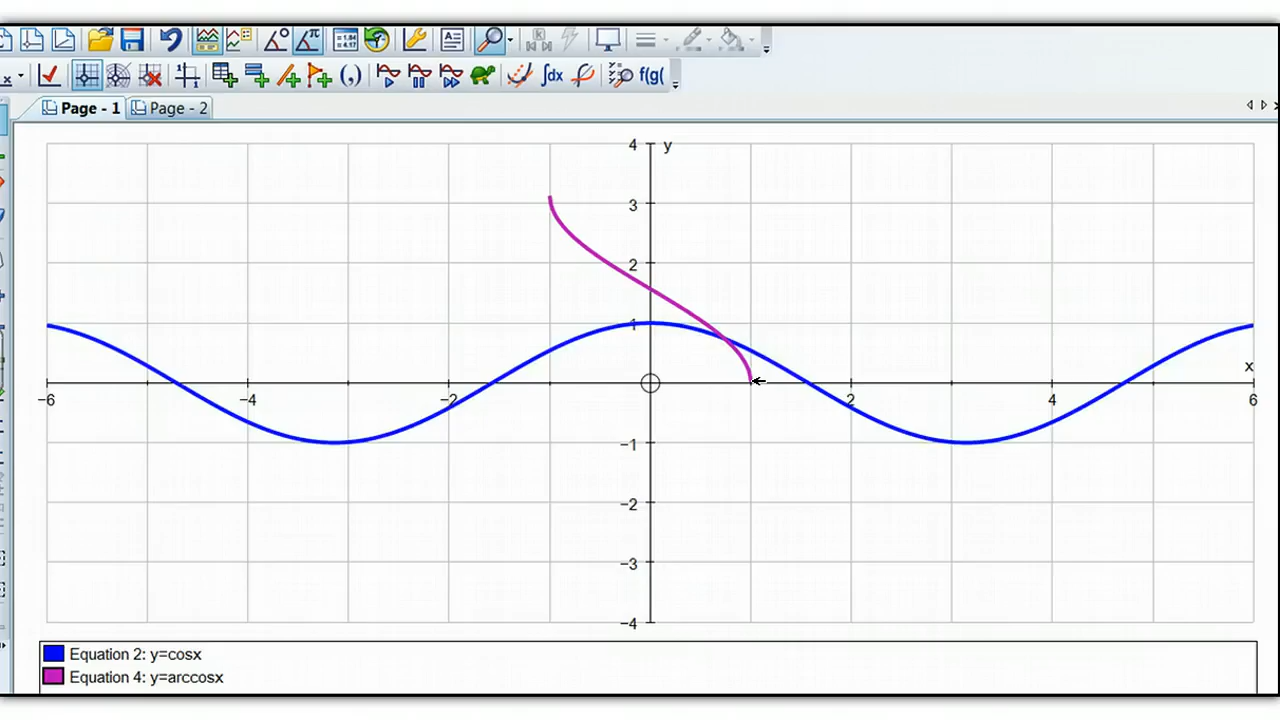 ∫dx f(g(
Page - 1 Page - 2
4 y
3
2
1
x
−6 −4 −2 2 4 6
−1
−2
−3
−4
Equation 2: y=cosx
Equation 4: y=arccosx